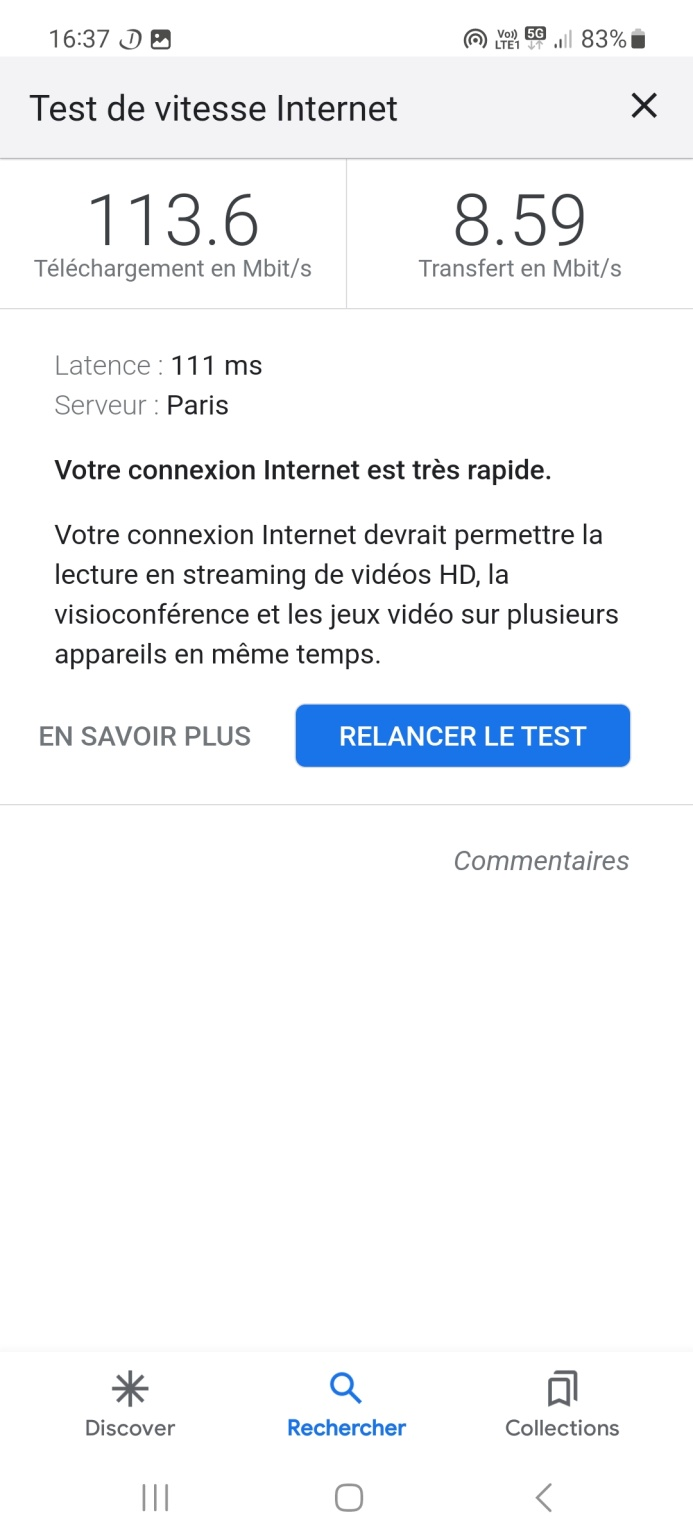 16:37 Vo)) LTE1 5G 83%
Test de vitesse Internet
113.6 8.59
Téléchargement en Mbit/s Transfert en Mbit/s
Latence : 111 ms
Serveur : Paris
Votre connexion Internet est très rapide.
Votre connexion Internet devrait permettre la
lecture en streaming de vidéos HD, la
visioconférence et les jeux vidéo sur plusieurs
appareils en même temps.
EN SAVOIR PLUS RELANCER LE TEST
Commentaires
Discover Rechercher Collections